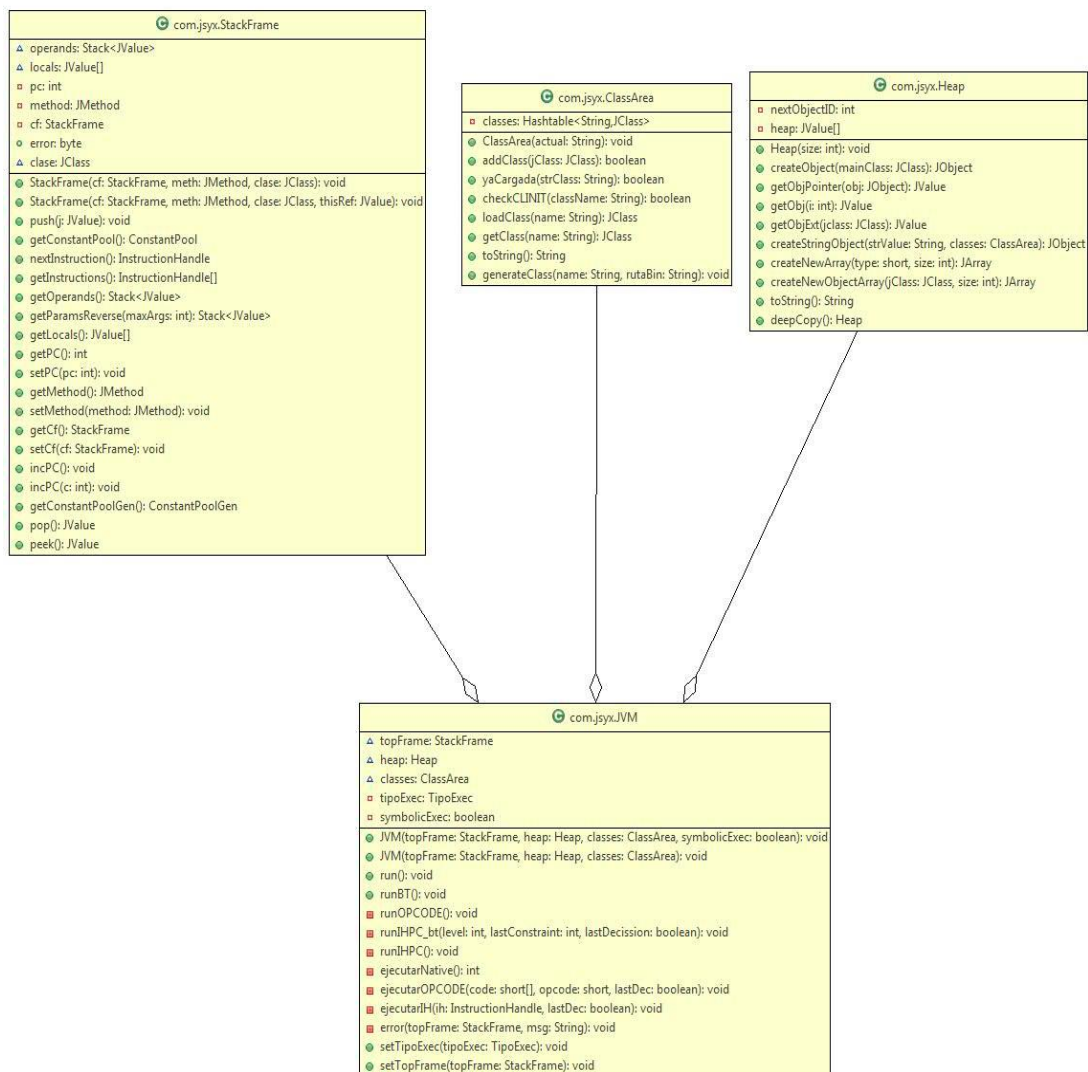 com.jsyx.StackFrame
operands: Stack<JValue>
locals: JValue[]
pc: int
method: JMethod
cf: StackFrame
error: byte
clase: JClass
StackFrame(cf: StackFrame, meth: JMethod, clase: JClass): void
StackFrame(cf: StackFrame, meth: JMethod, clase: JClass, thisRef: JValue): void
push(j: JValue): void
getConstantPool(): ConstantPool
nextInstruction(): InstructionHandle
getInstructions(): InstructionHandle[]
getOperands(): Stack<JValue>
getParamsReverse(maxArgs: int): Stack<JValue>
getLocals(): JValue[]
getPC(): int
setPC(pc: int): void
getMethod(): JMethod
setMethod(method: JMethod): void
getCf(): StackFrame
setCf(cf: StackFrame): void
incPC(): void
incPC(c: int): void
getConstantPoolGen(): ConstantPoolGen
pop(): JValue
peek(): JValue
com.jsyx.ClassArea
classes: Hashtable<String,JClass>
ClassArea(actual: String): void
addClass(jClass: JClass): boolean
yaCargada(strClass: String): boolean
checkCLINIT(className: String): boolean
loadClass(name: String): JClass
getClass(name: String): JClass
toString(): String
generateClass(name: String, rutaBin: String): void
com.jsyx.Heap
nextObjectID: int
heap: JValue[]
Heap(size: int): void
createObject(mainClass: JClass): JObject
getObjPointer(obj: JObject): JValue
getObj(i: int): JValue
getObjExt(jclass: JClass): JValue
createStringObject(strValue: String, classes: ClassArea): JObject
createNewArray(type: short, size: int): JArray
createNewObjectArray(jClass: JClass, size: int): JArray
toString(): String
deepCopy(): Heap
com.jsyx.JVM
topFrame: StackFrame
heap: Heap
classes: ClassArea
tipoExec: TipoExec
symbolicExec: boolean
JVM(topFrame: StackFrame, heap: Heap, classes: ClassArea, symbolicExec: boolean): void
JVM(topFrame: StackFrame, heap: Heap, classes: ClassArea): void
run(): void
runBT(): void
runOPCODE(): void
runIHPC_bt(level: int, lastConstraint: int, lastDecission: boolean): void
runIHPC(): void
ejecutarNative(): int
ejecutarOPCODE(code: short[], opcode: short, lastDec: boolean): void
ejecutarIH(ih: InstructionHandle, lastDec: boolean): void
error(topFrame: StackFrame, msg: String): void
setTipoExec(tipoExec: TipoExec): void
setTopFrame(topFrame: StackFrame): void